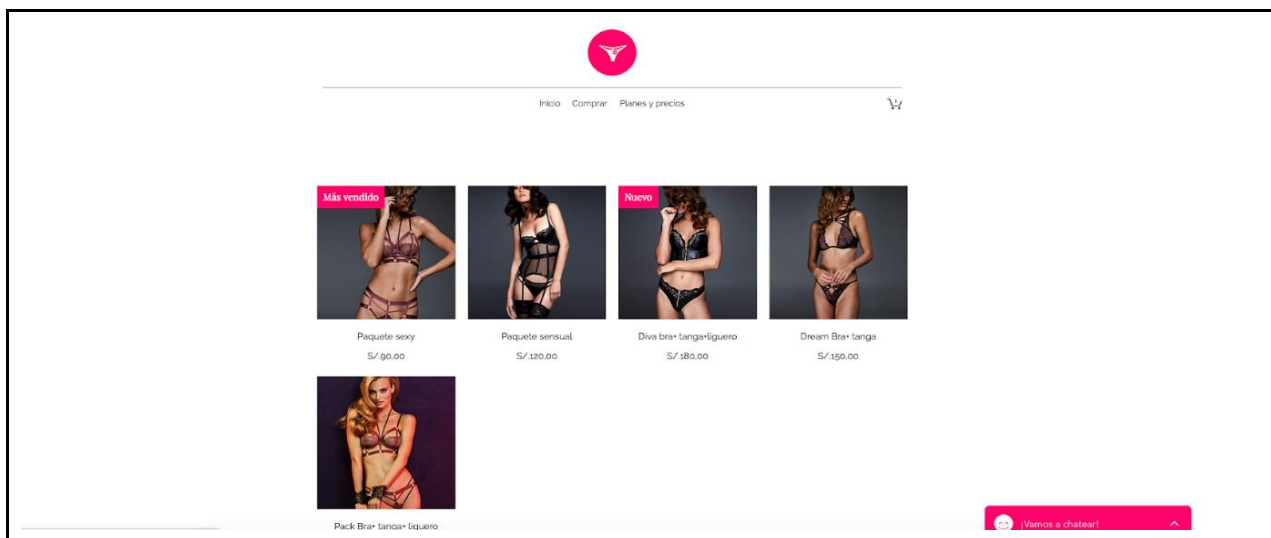 Inicio Comprar Planes y precios
1
Más vendido
Nuevo
Paquete sexy
S/.90,00
Paquete sensual
S/.120,00
Diva bra+ tanga+liguero
S/.180,00
Dream Bra+ tanga
S/.150,00
Pack Bra+ tanga+ liguero
¡Vamos a chatear!